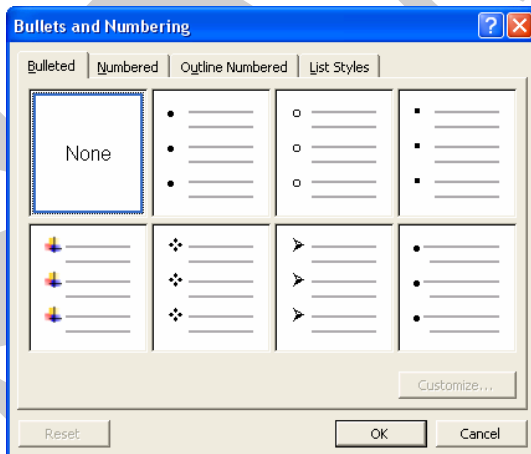 Bullets and Numbering
Bulleted Numbered Outline Numbered List Styles
None
Customize...
Reset OK Cancel